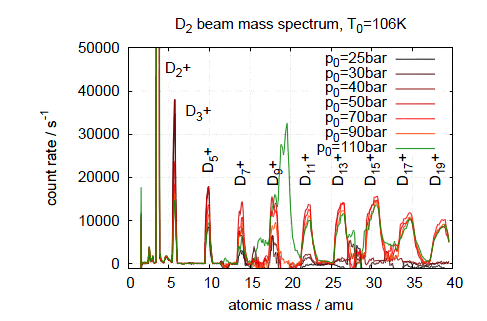 D₂ beam mass spectrum, T₀=106K
count rate / s⁻¹
50000
40000
30000
20000
10000
0
D₂+
D₃+
D₅+
D₇+
D₉+
D₁₁+
D₁₃+
D₁₅+
D₁₇+
D₁₉+
p₀=25bar
p₀=30bar
p₀=40bar
p₀=50bar
p₀=70bar
p₀=90bar
p₀=110bar
0 5 10 15 20 25 30 35 40
atomic mass / amu